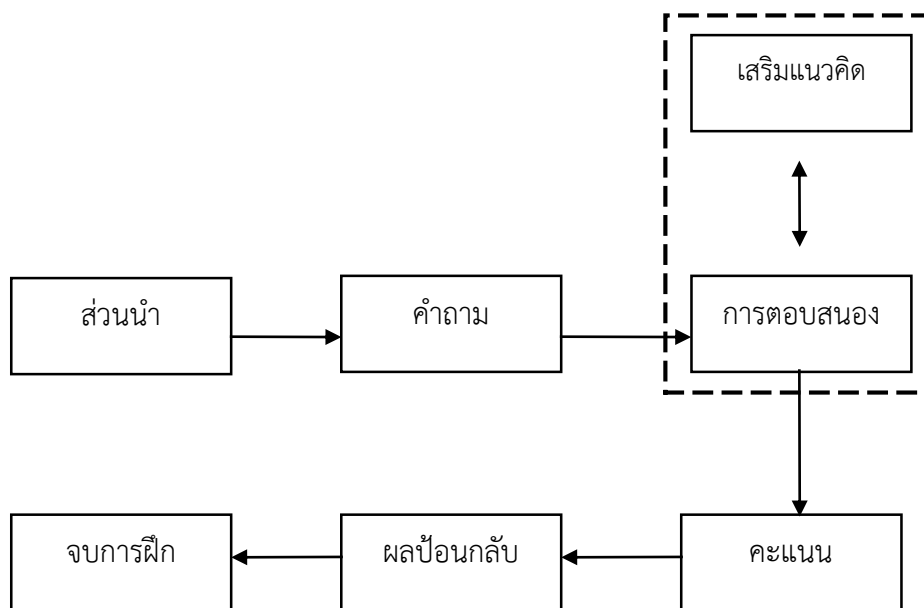 เสริมแนวคิด
ส่วนนำ
คำถาม
การตอบสนอง
จบการฝึก
ผลป้อนกลับ
คะแนน